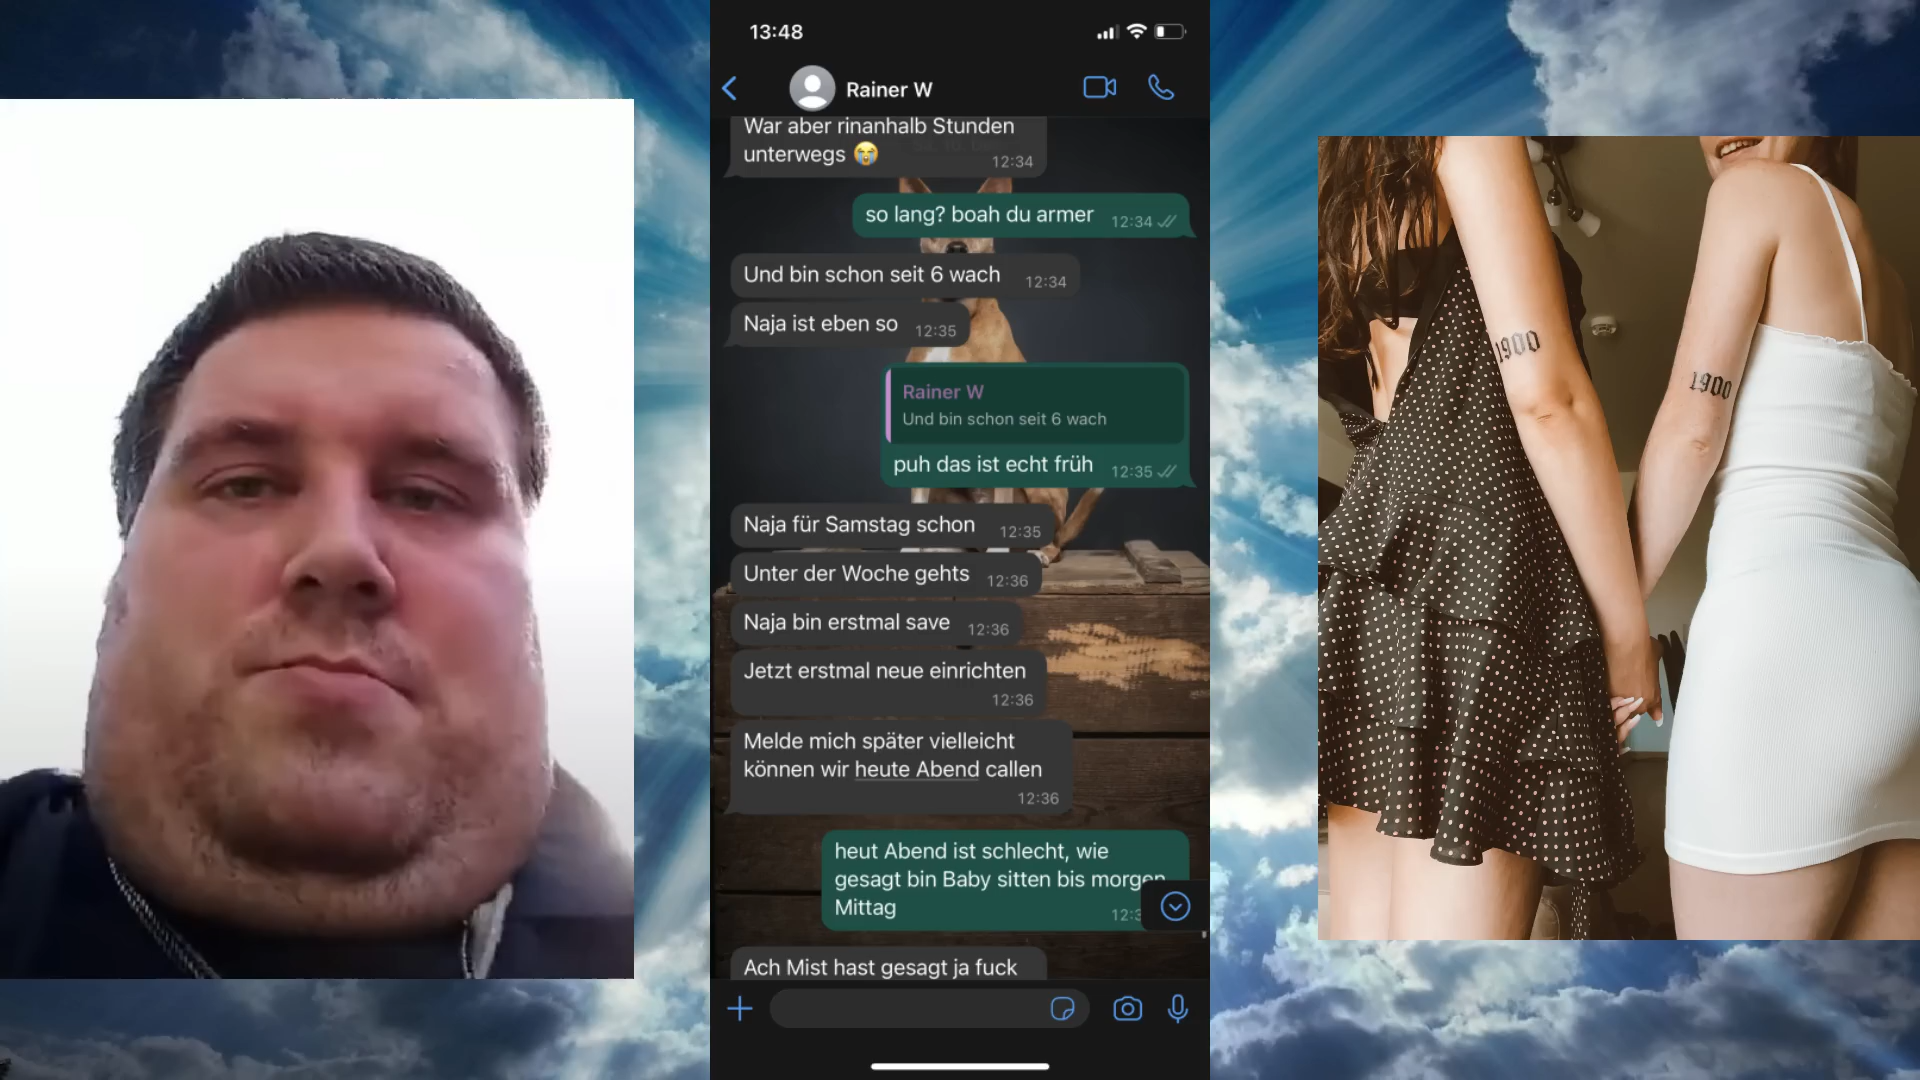 13:48
Rainer W
War aber rinanhalb Stunden
unterwegs 😭
12:34
so lang? boah du armer 12:34
Und bin schon seit 6 wach 12:34
Naja ist eben so 12:35
Rainer W
Und bin schon seit 6 wach
puh das ist echt früh 12:35
Naja für Samstag schon 12:35
Unter der Woche gehts 12:36
Naja bin erstmal save 12:36
Jetzt erstmal neue einrichten
12:36
Melde mich später vielleicht
können wir heute Abend callen
12:36
heut Abend ist schlecht, wie
gesagt bin Baby sitten bis morgen
Mittag
Ach Mist hast gesagt ja fuck
1900
1900